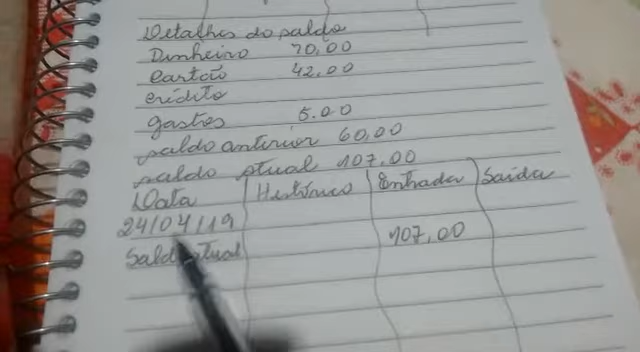 Detalhes do saldo
Dinheiro 70,00
cartão 42,00
crédito
gastos 5.00
saldo anterior 60,00
saldo atual 107.00
Data Histórico Entrada Saída
24/04/19
Saldo atual 107,00